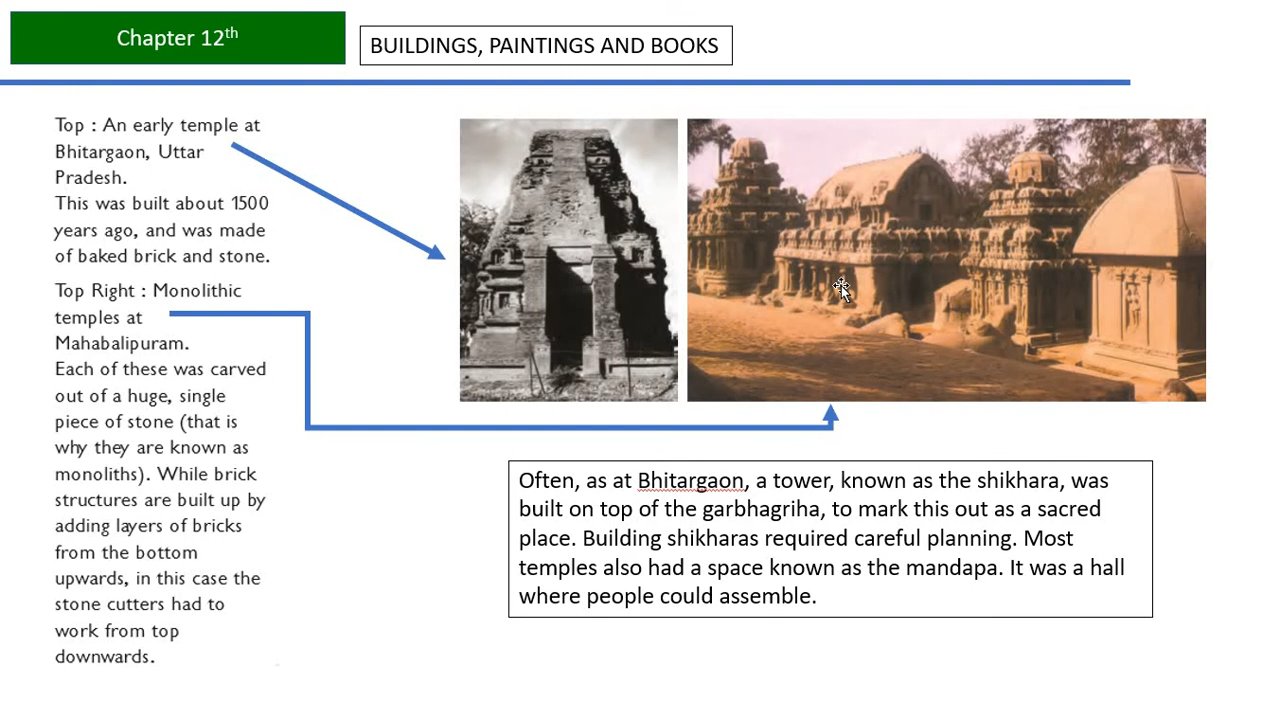 Chapter 12th
BUILDINGS, PAINTINGS AND BOOKS
Top : An early temple at
Bhitargaon, Uttar
Pradesh.
This was built about 1500
years ago, and was made
of baked brick and stone.
Top Right : Monolithic
temples at
Mahabalipuram.
Each of these was carved
out of a huge, single
piece of stone (that is
why they are known as
monoliths). While brick
structures are built up by
adding layers of bricks
from the bottom
upwards, in this case the
stone cutters had to
work from top
downwards.
Often, as at Bhitargaon, a tower, known as the shikhara, was
built on top of the garbhagriha, to mark this out as a sacred
place. Building shikharas required careful planning. Most
temples also had a space known as the mandapa. It was a hall
where people could assemble.